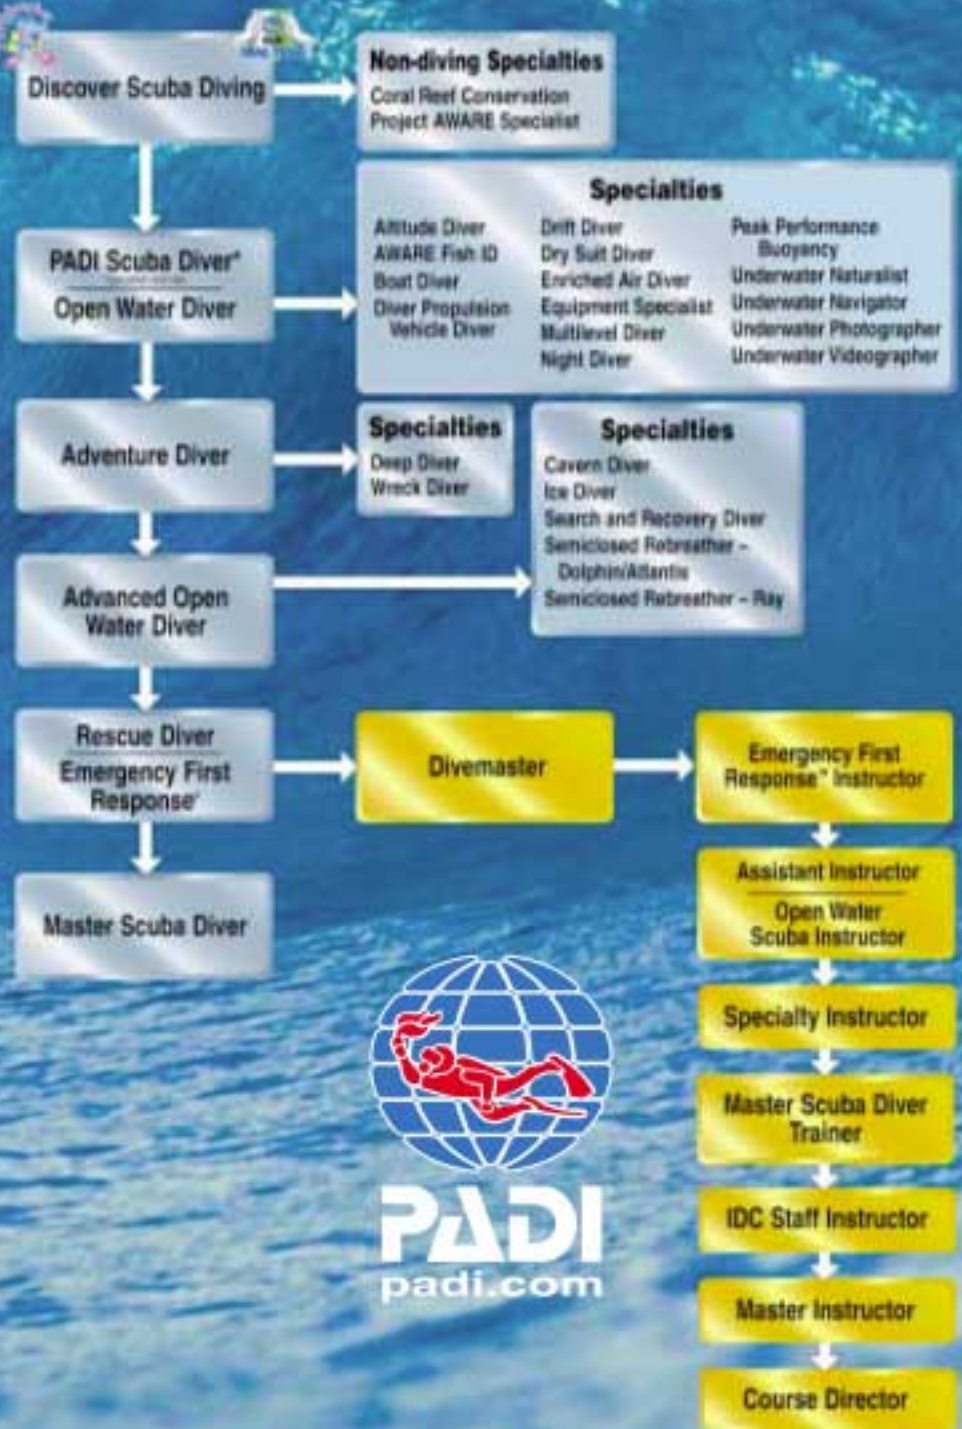 Discover Scuba Diving
Non-diving Specialties
Coral Reef Conservation
Project AWARE Specialist
PADI Scuba Diver*
Open Water Diver
Specialties
Altitude Diver
AWARE Fish ID
Boat Diver
Diver Propulsion
Vehicle Diver
Drift Diver
Dry Suit Diver
Enriched Air Diver
Equipment Specialist
Multilevel Diver
Night Diver
Peak Performance
Buoyancy
Underwater Naturalist
Underwater Navigator
Underwater Photographer
Underwater Videographer
Adventure Diver
Specialties
Deep Diver
Wreck Diver
Specialties
Cavern Diver
Ice Diver
Search and Recovery Diver
Semiclosed Rebreather –
Dolphin/Atlantis
Semiclosed Rebreather – Ray
Advanced Open
Water Diver
Rescue Diver
Emergency First
Response
Divemaster
Emergency First
Response™ Instructor
Master Scuba Diver
Assistant Instructor
Open Water
Scuba Instructor
Specialty Instructor
Master Scuba Diver
Trainer
IDC Staff Instructor
Master Instructor
Course Director
PADI
padi.com